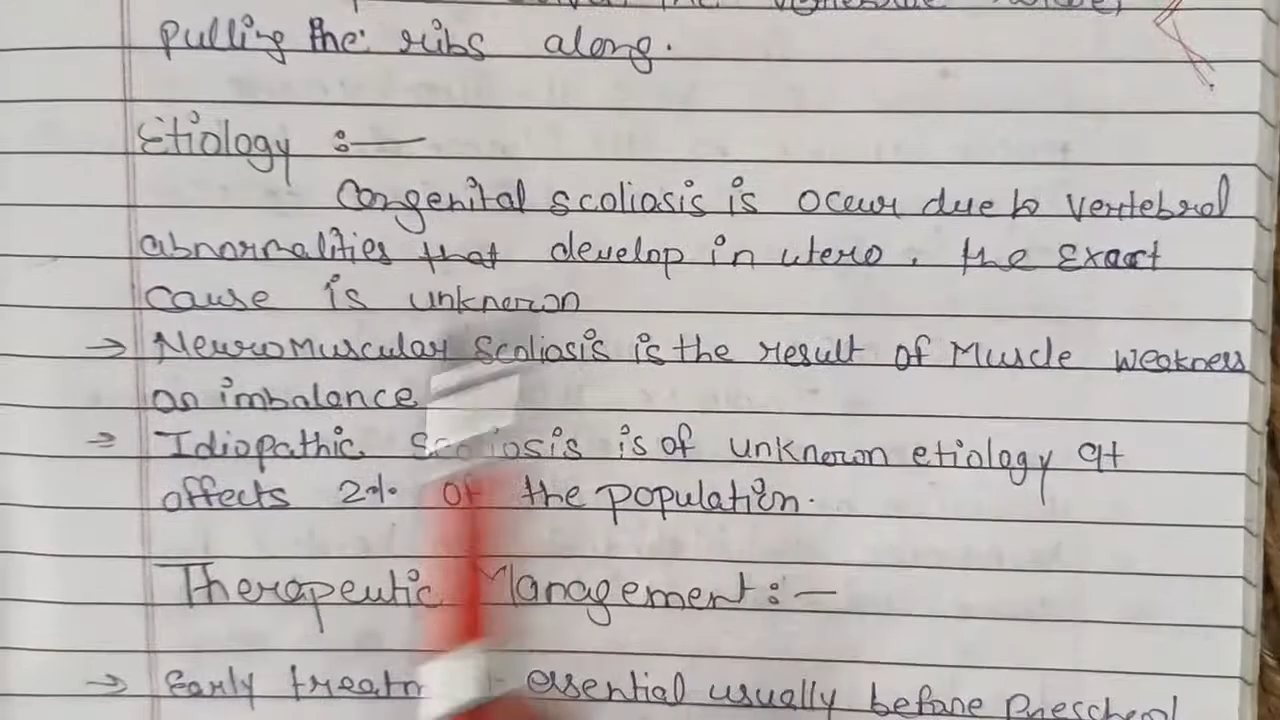 pulling the ribs along.
Etiology :—
Congenital scoliasis is occur due to vertebral
abnormalities that develop in utero. the Exact
cause is unknown
→ Neuromuscular Scoliosis is the result of Muscle weakness
or imbalance
→ Idiopathic Scoliosis is of unknown etiology It
affects 2% of the population.
Therapeutic Management :—
→ Early essential usually before Preschool